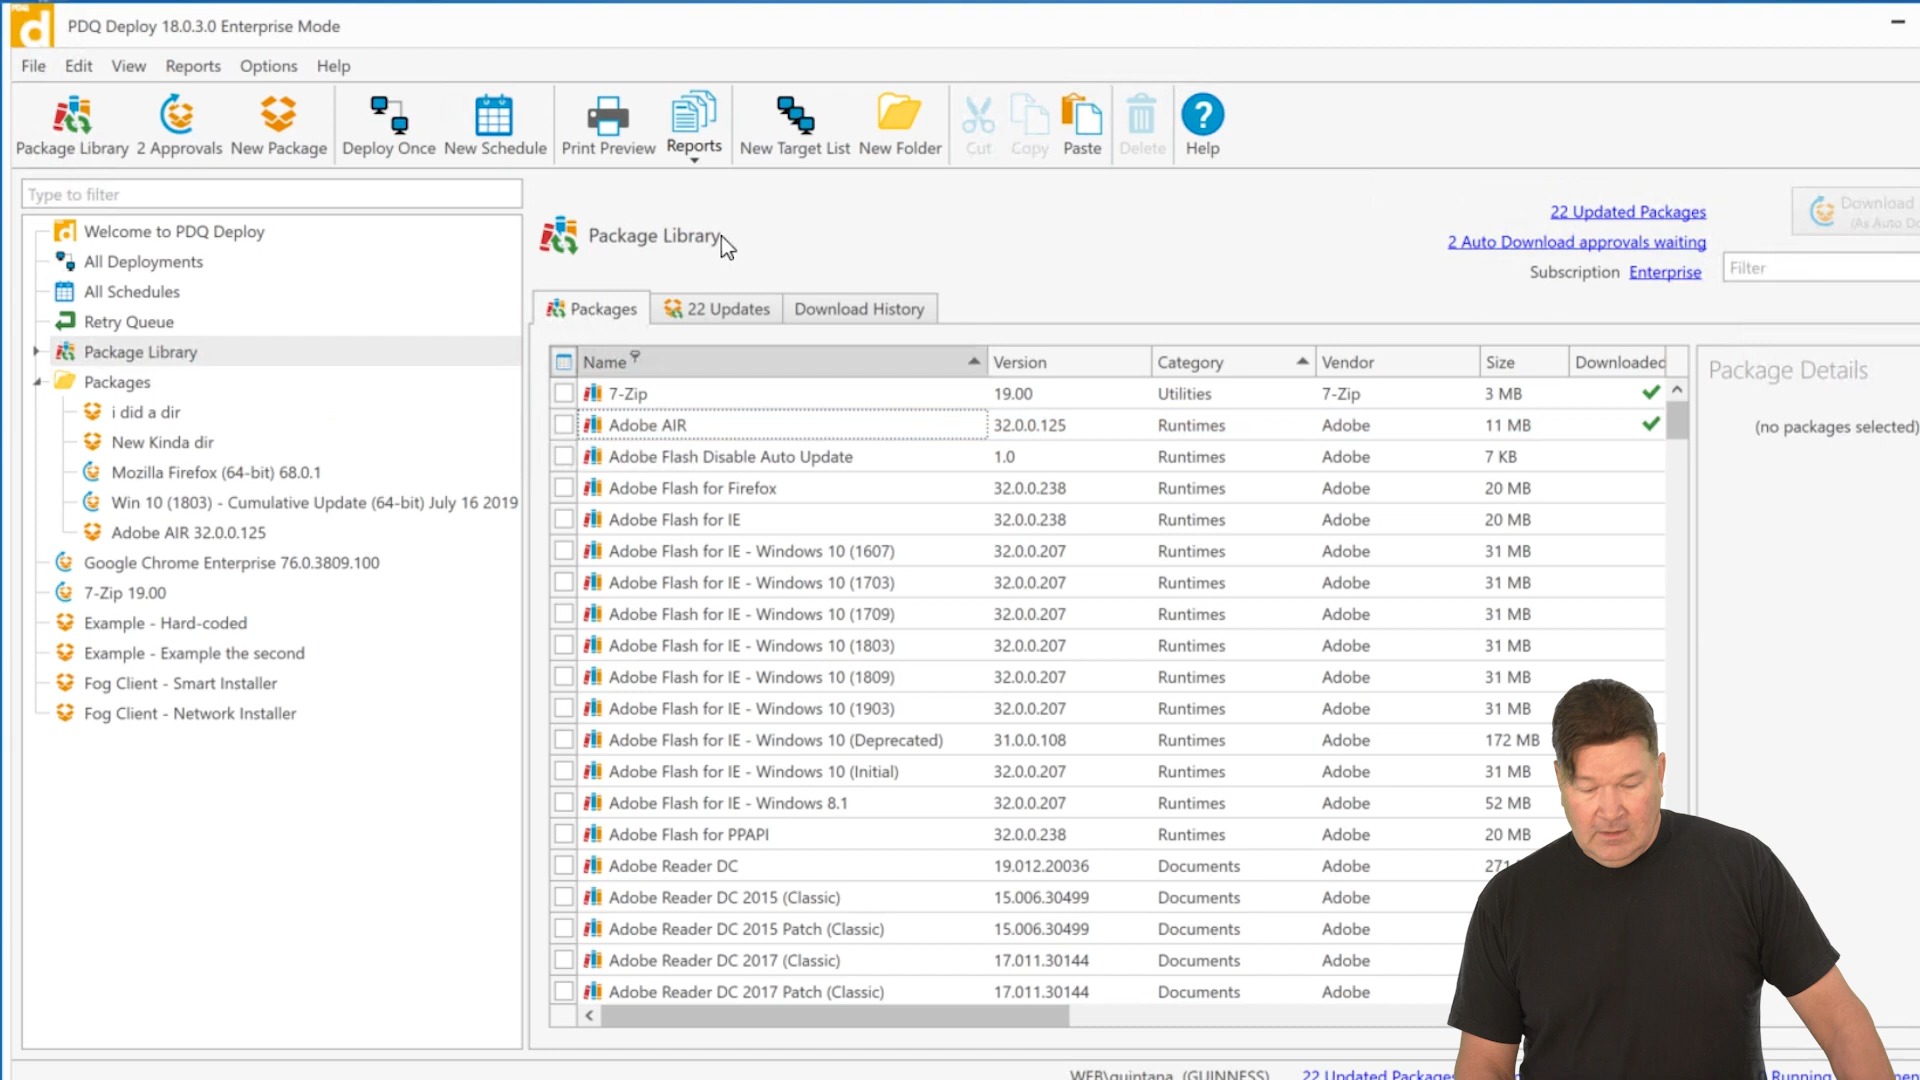 PDQ Deploy 18.0.3.0 Enterprise Mode
File Edit View Reports Options Help
Package Library 2 Approvals New Package Deploy Once New Schedule Print Preview Reports New Target List New Folder Cut Copy Paste Delete Help
Type to filter
Welcome to PDQ Deploy
All Deployments
All Schedules
Retry Queue
Package Library
Packages
i did a dir
New Kinda dir
Mozilla Firefox (64-bit) 68.0.1
Win 10 (1803) - Cumulative Update (64-bit) July 16 2019
Adobe AIR 32.0.0.125
Google Chrome Enterprise 76.0.3809.100
7-Zip 19.00
Example - Hard-coded
Example - Example the second
Fog Client - Smart Installer
Fog Client - Network Installer
Package Library
22 Updated Packages
2 Auto Download approvals waiting
Subscription Enterprise
Download
(As Auto Do
Filter
Packages 22 Updates Download History
Name Version Category Vendor Size Downloaded
7-Zip 19.00 Utilities 7-Zip 3 MB
Adobe AIR 32.0.0.125 Runtimes Adobe 11 MB
Adobe Flash Disable Auto Update 1.0 Runtimes Adobe 7 KB
Adobe Flash for Firefox 32.0.0.238 Runtimes Adobe 20 MB
Adobe Flash for IE 32.0.0.238 Runtimes Adobe 20 MB
Adobe Flash for IE - Windows 10 (1607) 32.0.0.207 Runtimes Adobe 31 MB
Adobe Flash for IE - Windows 10 (1703) 32.0.0.207 Runtimes Adobe 31 MB
Adobe Flash for IE - Windows 10 (1709) 32.0.0.207 Runtimes Adobe 31 MB
Adobe Flash for IE - Windows 10 (1803) 32.0.0.207 Runtimes Adobe 31 MB
Adobe Flash for IE - Windows 10 (1809) 32.0.0.207 Runtimes Adobe 31 MB
Adobe Flash for IE - Windows 10 (1903) 32.0.0.207 Runtimes Adobe 31 MB
Adobe Flash for IE - Windows 10 (Deprecated) 31.0.0.108 Runtimes Adobe 172 MB
Adobe Flash for IE - Windows 10 (Initial) 32.0.0.207 Runtimes Adobe 31 MB
Adobe Flash for IE - Windows 8.1 32.0.0.207 Runtimes Adobe 52 MB
Adobe Flash for PPAPI 32.0.0.238 Runtimes Adobe 20 MB
Adobe Reader DC 19.012.20036 Documents Adobe 271
Adobe Reader DC 2015 (Classic) 15.006.30499 Documents Adobe
Adobe Reader DC 2015 Patch (Classic) 15.006.30499 Documents Adobe
Adobe Reader DC 2017 (Classic) 17.011.30144 Documents Adobe
Adobe Reader DC 2017 Patch (Classic) 17.011.30144 Documents Adobe
Package Details
(no packages selected)
WEB\quintana (GUINNESS) 22 Updated Packages Running